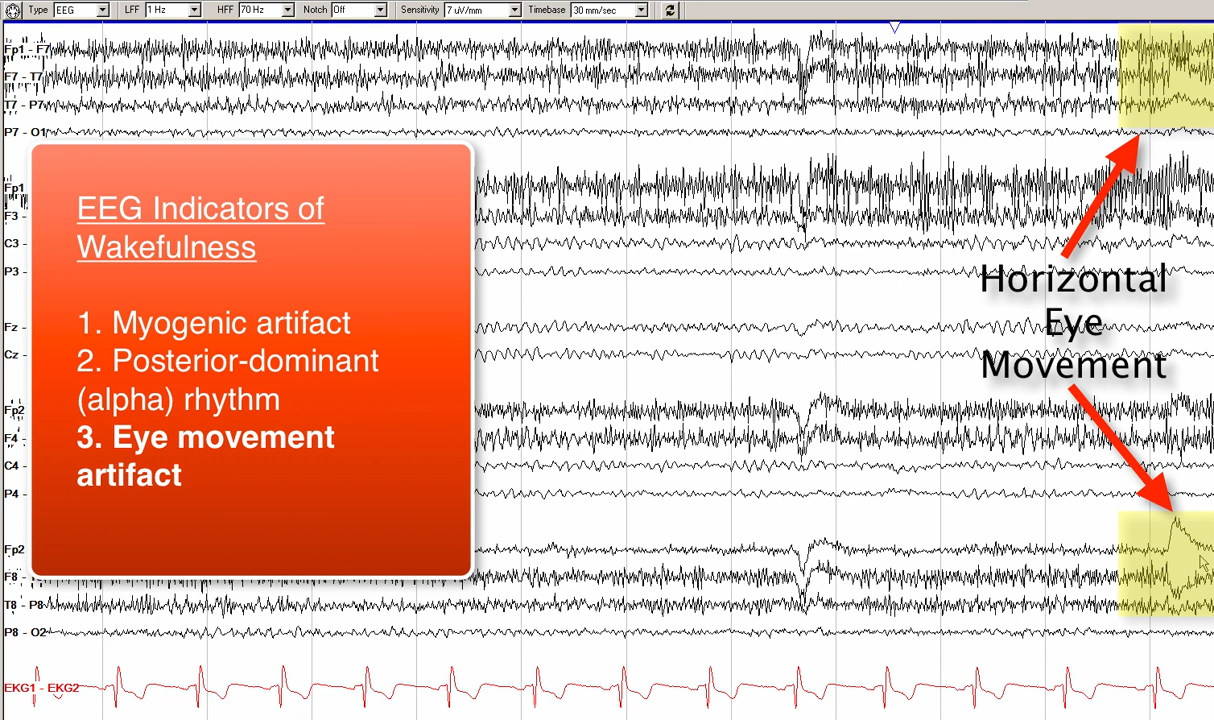 Type EEG LFF 1 Hz HFF 70 Hz Notch Off Sensitivity 7 uV/mm Timebase 30 mm/sec
Fp1 - F7
F7 - T7
T7 - P7
P7 - O1
Fp1
F3 -
C3 -
P3 -
Fz -
Cz -
Fp2
F4 -
C4 -
P4 -
Fp2
F8 -
T8 - P8
P8 - O2
EKG1 - EKG2
EEG Indicators of
Wakefulness
1. Myogenic artifact
2. Posterior-dominant
(alpha) rhythm
3. Eye movement
artifact
Horizontal
Eye
Movement